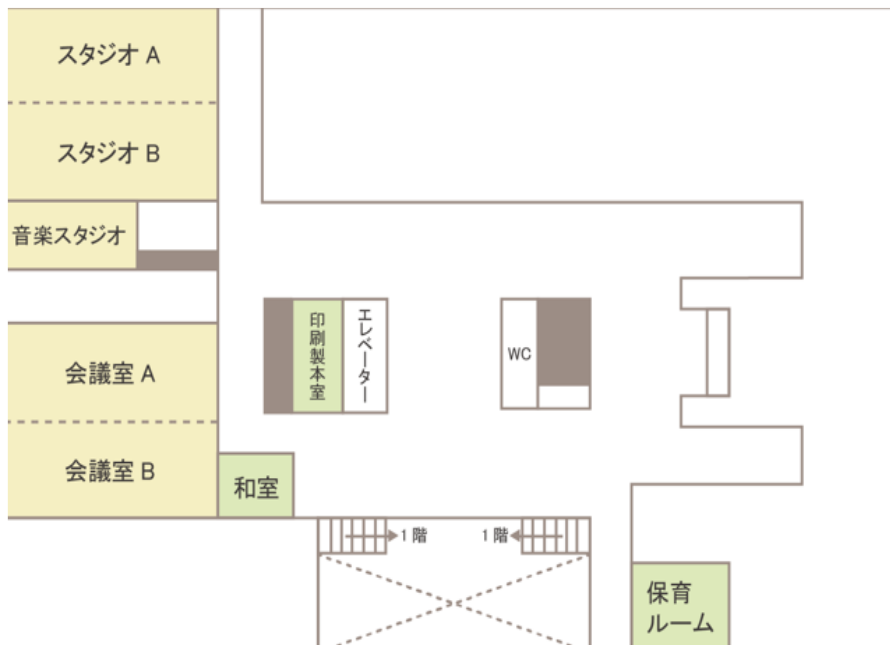 スタジオ A
スタジオ B
音楽スタジオ
会議室 A
会議室 B
印刷製本室
エレベーター
WC
和室
1 階
1 階
保育
ルーム